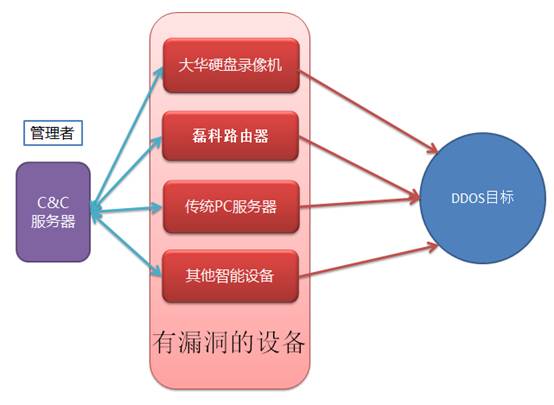 管理者
C&C
服务器
大华硬盘录像机
磊科路由器
传统PC服务器
其他智能设备
有漏洞的设备
DDOS目标